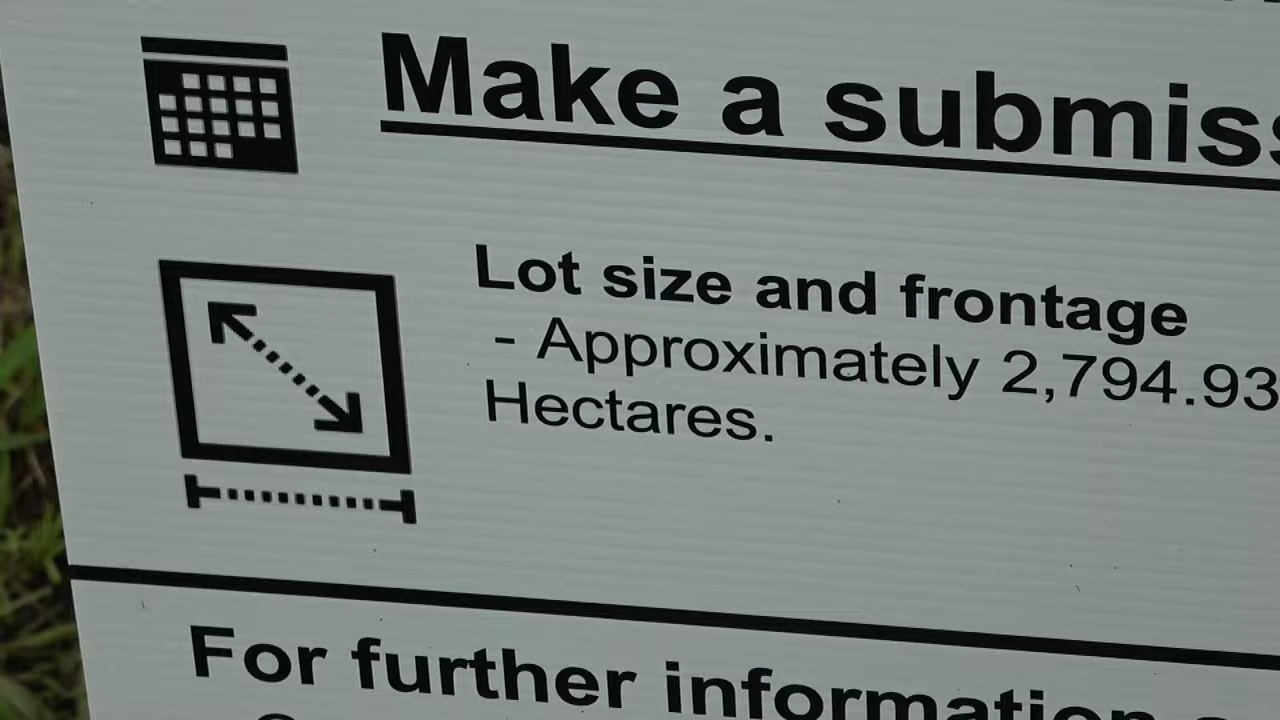 Make a submiss
Lot size and frontage
- Approximately 2,794.93
Hectares.
For further information